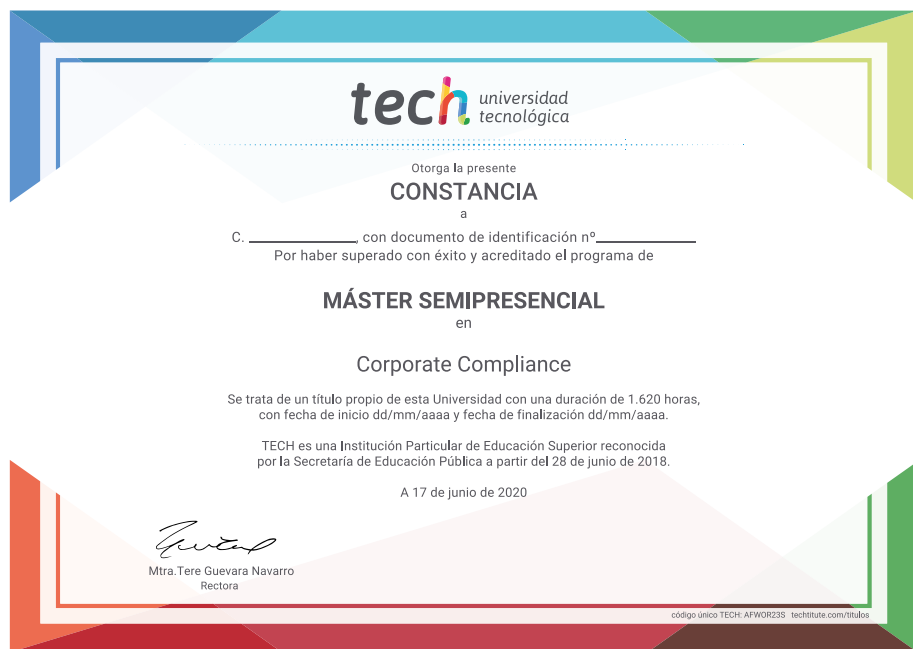 tech universidad
tecnológica
Otorga la presente
CONSTANCIA
a
C. ____________, con documento de identificación nº____________
Por haber superado con éxito y acreditado el programa de
MÁSTER SEMIPRESENCIAL
en
Corporate Compliance
Se trata de un título propio de esta Universidad con una duración de 1.620 horas,
con fecha de inicio dd/mm/aaaa y fecha de finalización dd/mm/aaaa.
TECH es una Institución Particular de Educación Superior reconocida
por la Secretaría de Educación Pública a partir del 28 de junio de 2018.
A 17 de junio de 2020
Mtra.Tere Guevara Navarro
Rectora
código único TECH: AFWOR23S techtitute.com/titulos